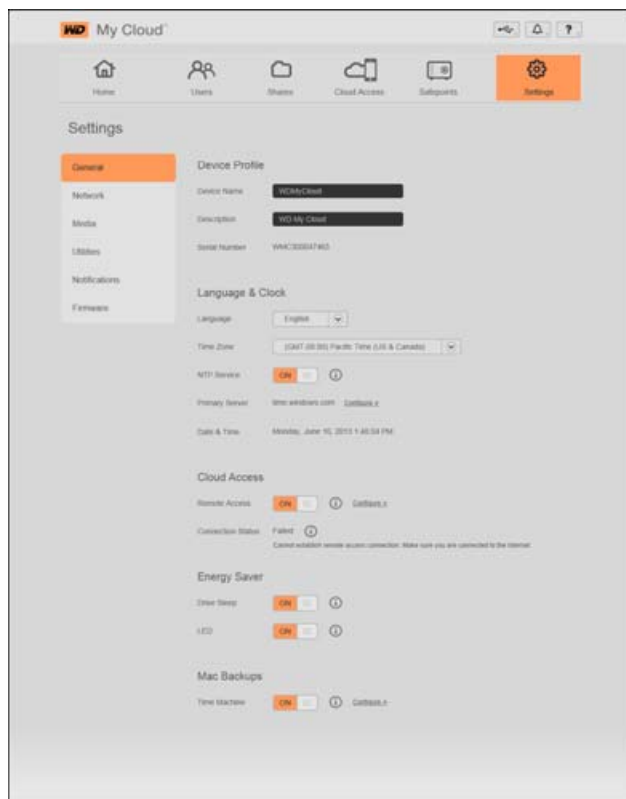 WD My Cloud
?
Home Users Shares Cloud Access Safepoints Settings
Settings
General
Network
Media
Utilities
Notifications
Firmware
Device Profile
Device Name WDMyCloud
Description WD My Cloud
Serial Number
Language & Clock
Language English
Time Zone (GMT-08:00) Pacific Time (US & Canada)
NTP Service ON
Primary Server time.windows.com Configure »
Date & Time
Cloud Access
Remote Access ON Configure »
Connection Status Failed
Cannot establish remote access connection. Make sure you are connected to the Internet
Energy Saver
Drive Sleep ON
LED ON
Mac Backups
Time Machine ON Configure »